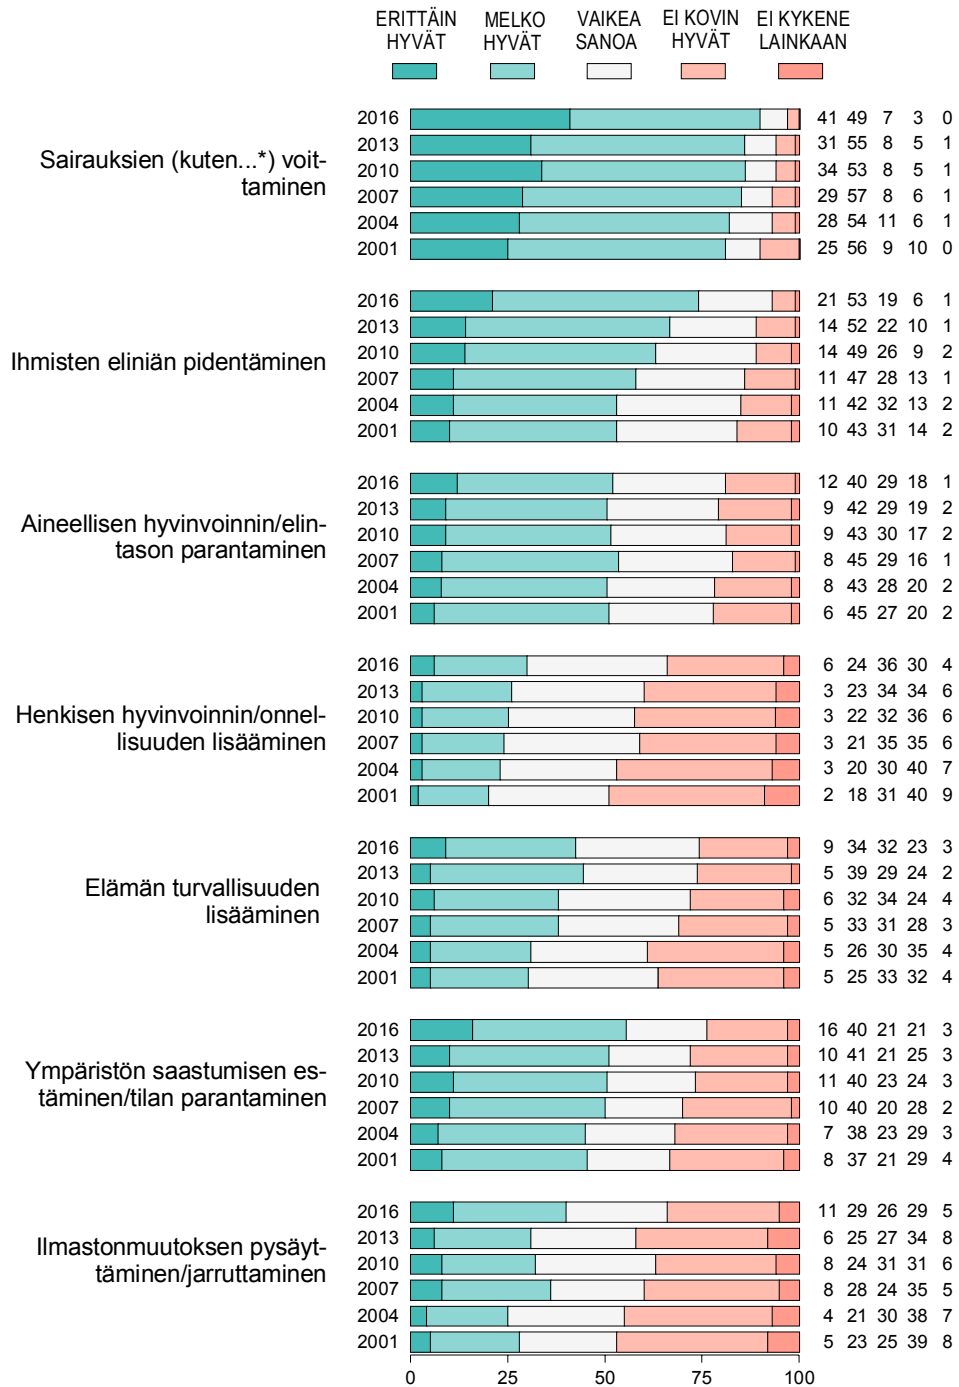 ERITTÄIN HYVÄT
MELKO HYVÄT
VAIKEA SANOA
EI KOVIN HYVÄT
EI KYKENE LAINKAAN
Sairauksien (kuten...*) voit-
taminen
2016 41 49 7 3 0
2013 31 55 8 5 1
2010 34 53 8 5 1
2007 29 57 8 6 1
2004 28 54 11 6 1
2001 25 56 9 10 0
Ihmisten eliniän pidentäminen
2016 21 53 19 6 1
2013 14 52 22 10 1
2010 14 49 26 9 2
2007 11 47 28 13 1
2004 11 42 32 13 2
2001 10 43 31 14 2
Aineellisen hyvinvoinnin/elin-
tason parantaminen
2016 12 40 29 18 1
2013 9 42 29 19 2
2010 9 43 30 17 2
2007 8 45 29 16 1
2004 8 43 28 20 2
2001 6 45 27 20 2
Henkisen hyvinvoinnin/onnel-
lisuuden lisääminen
2016 6 24 36 30 4
2013 3 23 34 34 6
2010 3 22 32 36 6
2007 3 21 35 35 6
2004 3 20 30 40 7
2001 2 18 31 40 9
Elämän turvallisuuden
lisääminen
2016 9 34 32 23 3
2013 5 39 29 24 2
2010 6 32 34 24 4
2007 5 33 31 28 3
2004 5 26 30 35 4
2001 5 25 33 32 4
Ympäristön saastumisen es-
täminen/tilan parantaminen
2016 16 40 21 21 3
2013 10 41 21 25 3
2010 11 40 23 24 3
2007 10 40 20 28 2
2004 7 38 23 29 3
2001 8 37 21 29 4
Ilmastonmuutoksen pysäyt-
täminen/jarruttaminen
2016 11 29 26 29 5
2013 6 25 27 34 8
2010 8 24 31 31 6
2007 8 28 24 35 5
2004 4 21 30 38 7
2001 5 23 25 39 8
0 25 50 75 100